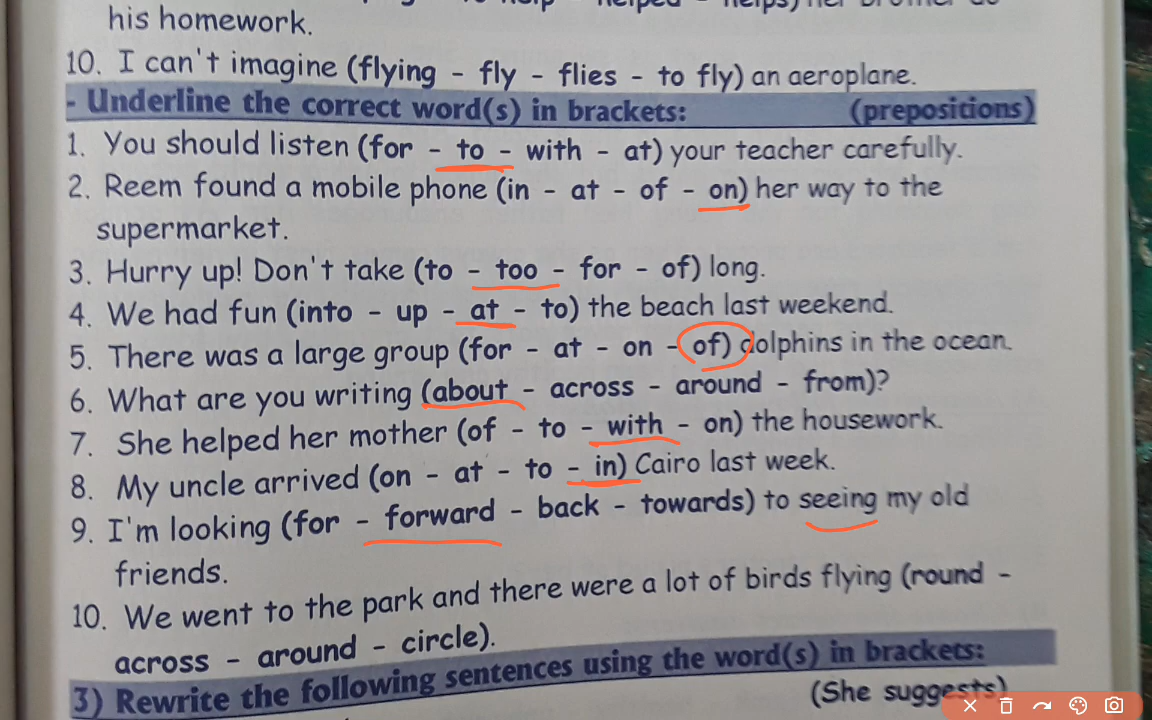 his homework.
10. I can't imagine (flying - fly - flies - to fly) an aeroplane.
- Underline the correct word(s) in brackets: (prepositions)
1. You should listen (for - to - with - at) your teacher carefully.
2. Reem found a mobile phone (in - at - of - on) her way to the
supermarket.
3. Hurry up! Don't take (to - too - for - of) long.
4. We had fun (into - up - at - to) the beach last weekend.
5. There was a large group (for - at - on - of) dolphins in the ocean.
6. What are you writing (about - across - around - from)?
7. She helped her mother (of - to - with - on) the housework.
8. My uncle arrived (on - at - to - in) Cairo last week.
9. I'm looking (for - forward - back - towards) to seeing my old
friends.
10. We went to the park and there were a lot of birds flying (round -
across - around - circle).
3) Rewrite the following sentences using the word(s) in brackets:
(She suggests)